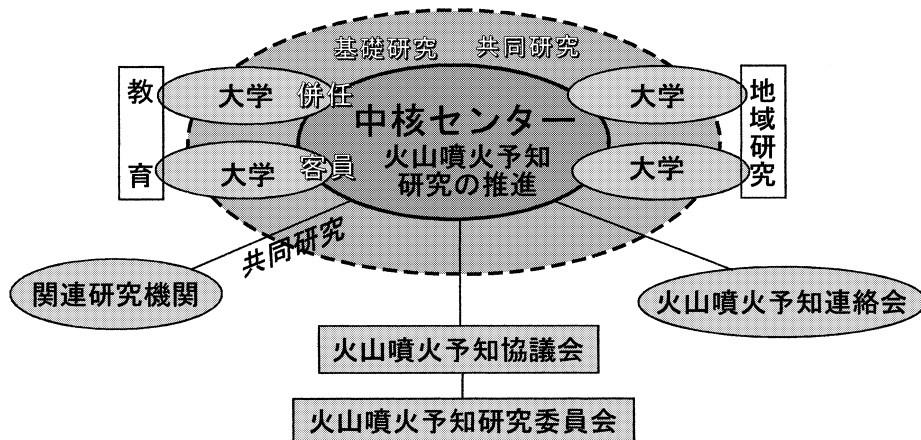 基礎研究 共同研究
教育
大学 併任
大学
地域研究
中核センター
火山噴火予知
研究の推進
大学 客員
大学
共同研究
関連研究機関
火山噴火予知連絡会
火山噴火予知協議会
火山噴火予知研究委員会